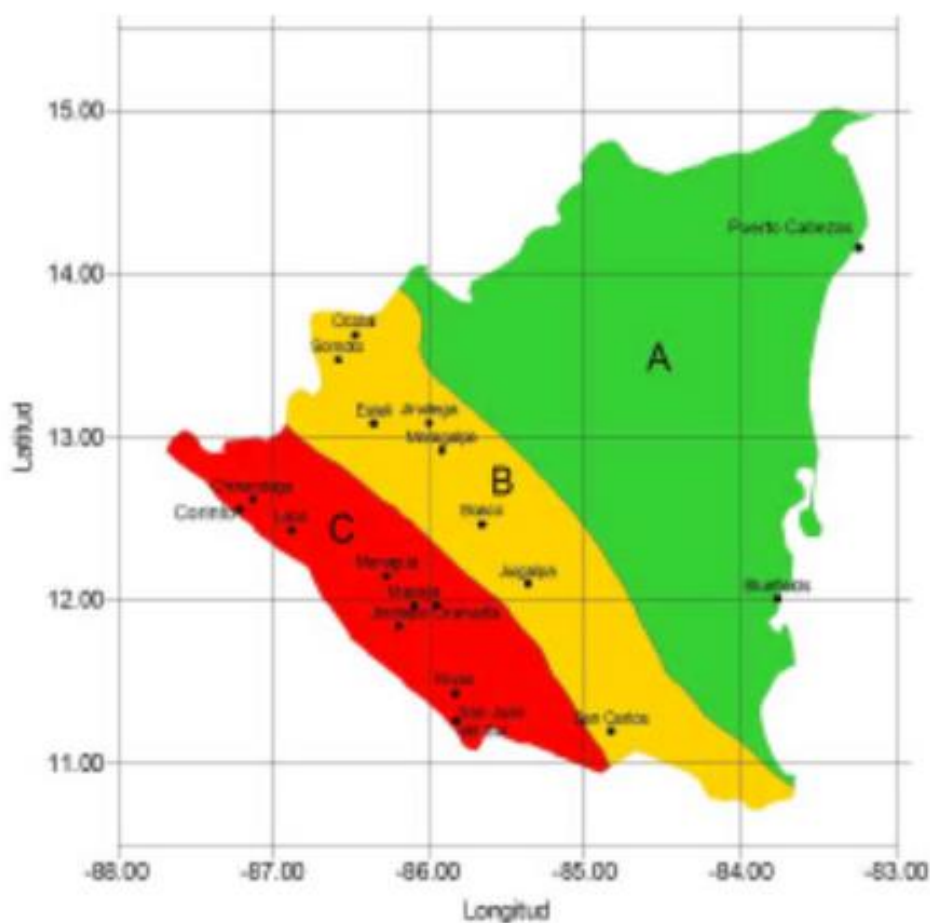 15.00
Puerto Cabezas
14.00
Ocotal
Somoto
A
Estelí Jinotega
13.00
Matagalpa
B
Chinandega
Corinto
León
C
Boaco
Managua
Juigalpa
Masaya
12.00
Bluefields
Granada
Rivas
San Juan
del Sur
San Carlos
11.00
Latitud
-88.00 -87.00 -86.00 -85.00 -84.00 -83.00
Longitud